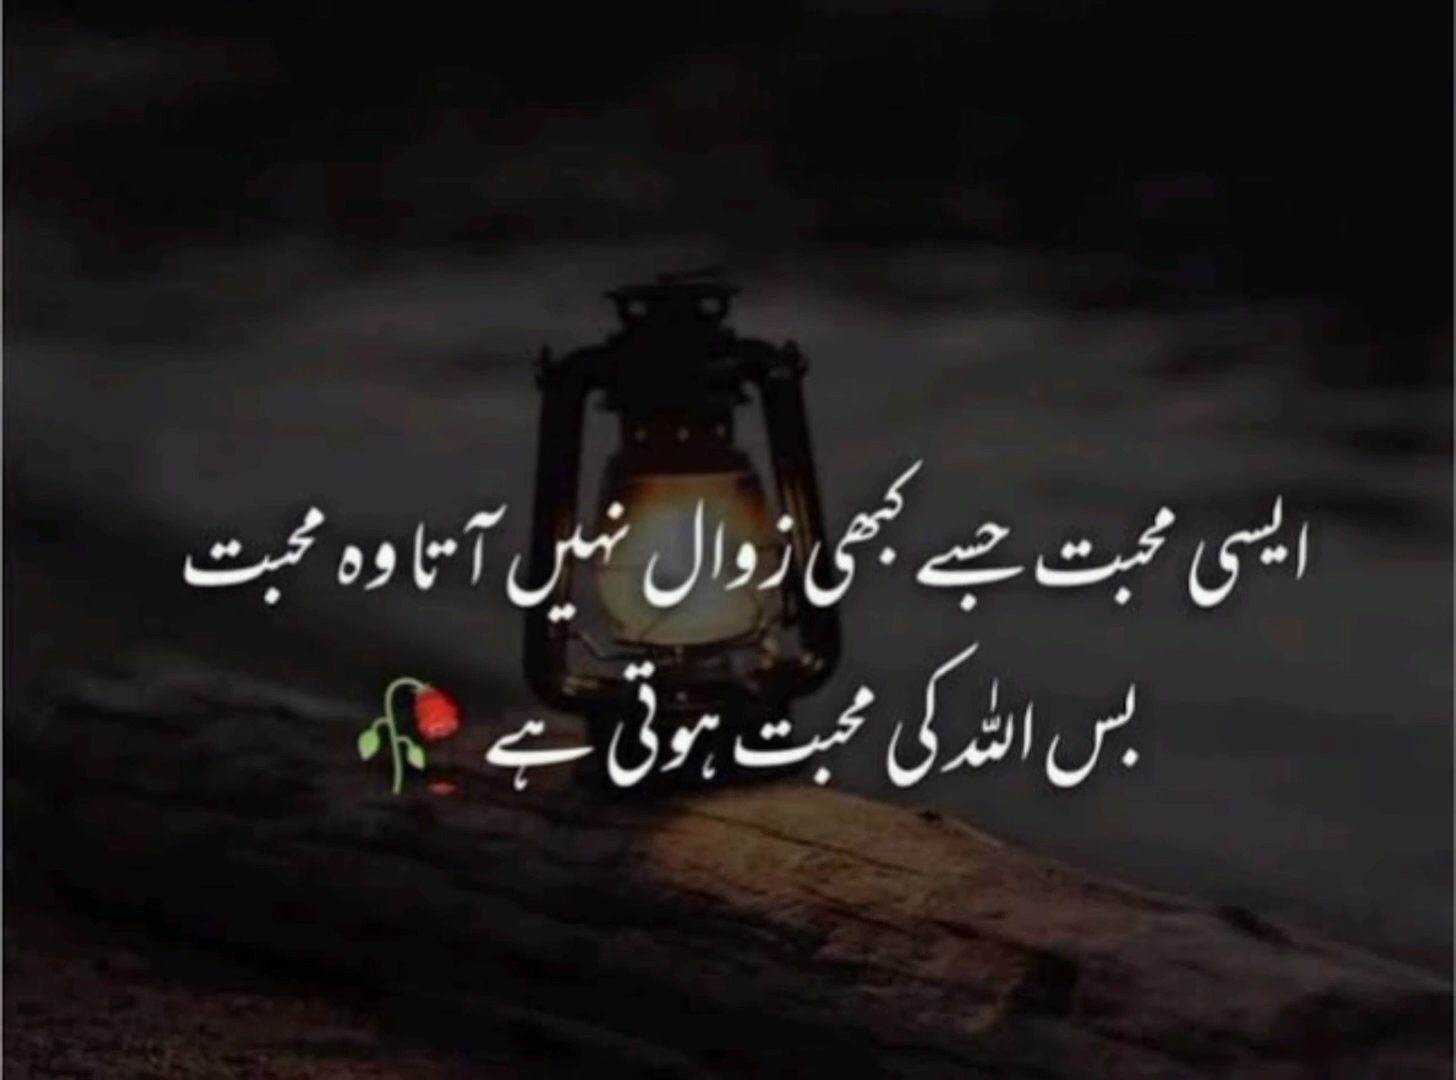 ایسی محبت جسے کبھی زوال نہیں آتا وہ محبت
بس اللہ کی محبت ہوتی ہے 🥀